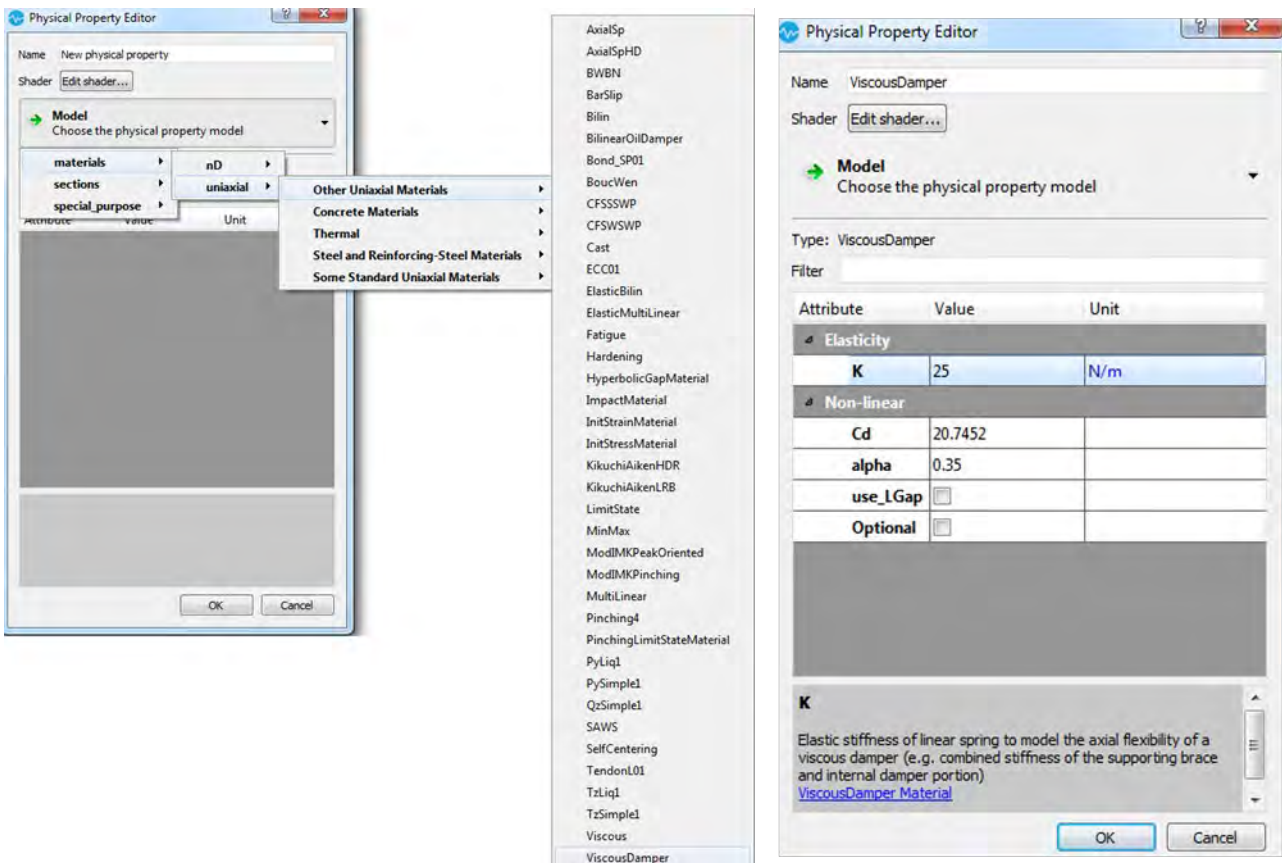 Physical Property Editor
Name New physical property
Shader Edit shader...
Model
Choose the physical property model
materials
sections
special_purpose
nD
uniaxial
Other Uniaxial Materials
Concrete Materials
Thermal
Steel and Reinforcing-Steel Materials
Some Standard Uniaxial Materials
Attribute Value Unit
OK Cancel
AxialSp
AxialSpHD
BWBN
BarSlip
Bilin
BilinearOilDamper
Bond_SP01
BoucWen
CFSSSWP
CFSWSWP
Cast
ECC01
ElasticBilin
ElasticMultiLinear
Fatigue
Hardening
HyperbolicGapMaterial
ImpactMaterial
InitStrainMaterial
InitStressMaterial
KikuchiAikenHDR
KikuchiAikenLRB
LimitState
MinMax
ModIMKPeakOriented
ModIMKPinching
MultiLinear
Pinching4
PinchingLimitStateMaterial
PyLiq1
PySimple1
QzSimple1
SAWS
SelfCentering
TendonL01
TzLiq1
TzSimple1
Viscous
ViscousDamper
Physical Property Editor
Name ViscousDamper
Shader Edit shader...
Model
Choose the physical property model
Type: ViscousDamper
Filter
Attribute Value Unit
Elasticity
K 25 N/m
Non-linear
Cd 20.7452
alpha 0.35
use_LGap
Optional
K
Elastic stiffness of linear spring to model the axial flexibility of a
viscous damper (e.g. combined stiffness of the supporting brace
and internal damper portion)
ViscousDamper Material
OK Cancel